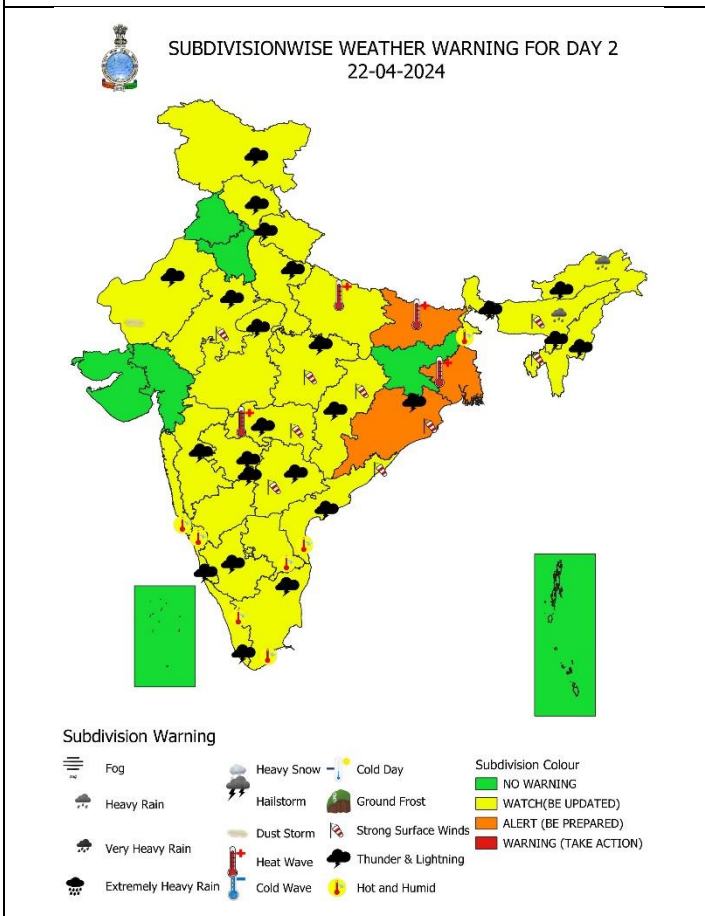 SUBDIVISIONWISE WEATHER WARNING FOR DAY 2
22-04-2024
Subdivision Warning
Fog
Heavy Rain
Very Heavy Rain
Extremely Heavy Rain
Heavy Snow
Hailstorm
Dust Storm
Heat Wave
Cold Wave
Cold Day
Ground Frost
Strong Surface Winds
Thunder & Lightning
Hot and Humid
Subdivision Colour
NO WARNING
WATCH(BE UPDATED)
ALERT (BE PREPARED)
WARNING (TAKE ACTION)